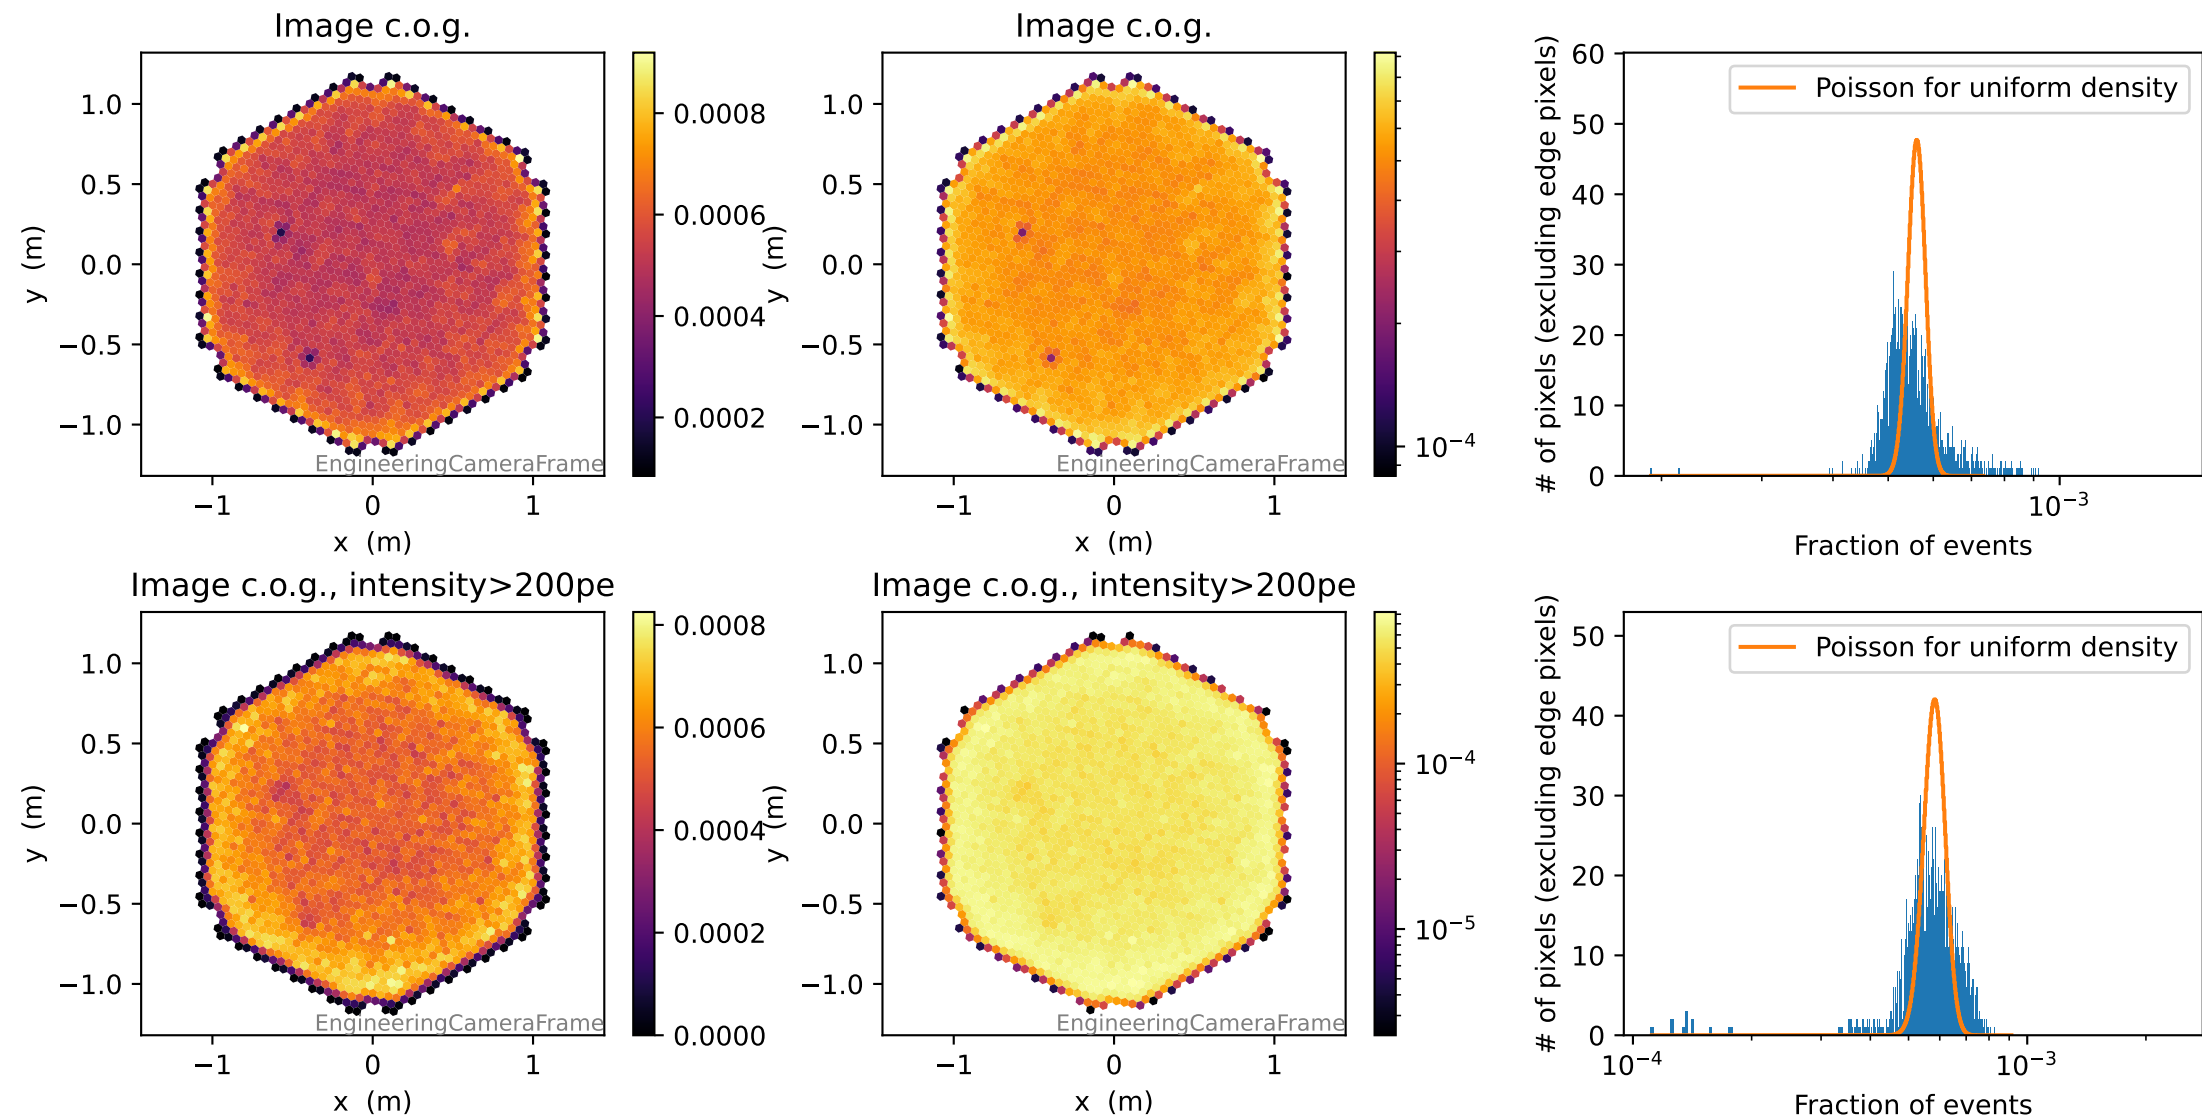 Image c.o.g.
1.0
0.5
0.0
−0.5
−1.0
y (m)
−1
0
1
x (m)
EngineeringCameraFrame
0.0008
0.0006
0.0004
0.0002
Image c.o.g.
1.0
0.5
0.0
−0.5
−1.0
y (m)
−1
0
1
x (m)
EngineeringCameraFrame
10⁻⁴
60
50
40
30
20
10
0
# of pixels (excluding edge pixels)
Poisson for uniform density
10⁻³
Fraction of events
Image c.o.g., intensity>200pe
1.0
0.5
0.0
−0.5
−1.0
y (m)
−1
0
1
x (m)
EngineeringCameraFrame
0.0008
0.0006
0.0004
0.0002
0.0000
Image c.o.g., intensity>200pe
1.0
0.5
0.0
−0.5
−1.0
y (m)
−1
0
1
x (m)
EngineeringCameraFrame
10⁻⁴
10⁻⁵
50
40
30
20
10
0
# of pixels (excluding edge pixels)
Poisson for uniform density
10⁻⁴
10⁻³
Fraction of events